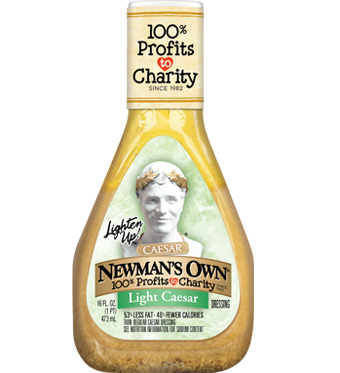 100%
Profits
to
Charity
SINCE 1982
Lighten
Up!
CAESAR
NEWMAN'S OWN
100% Profits to Charity
Light Caesar
16 FL. OZ.
(1 PT)
473 mL
DRESSING
53% LESS FAT • 46% FEWER CALORIES
THAN REGULAR CAESAR DRESSING
SEE NUTRITION INFORMATION FOR SODIUM CONTENT